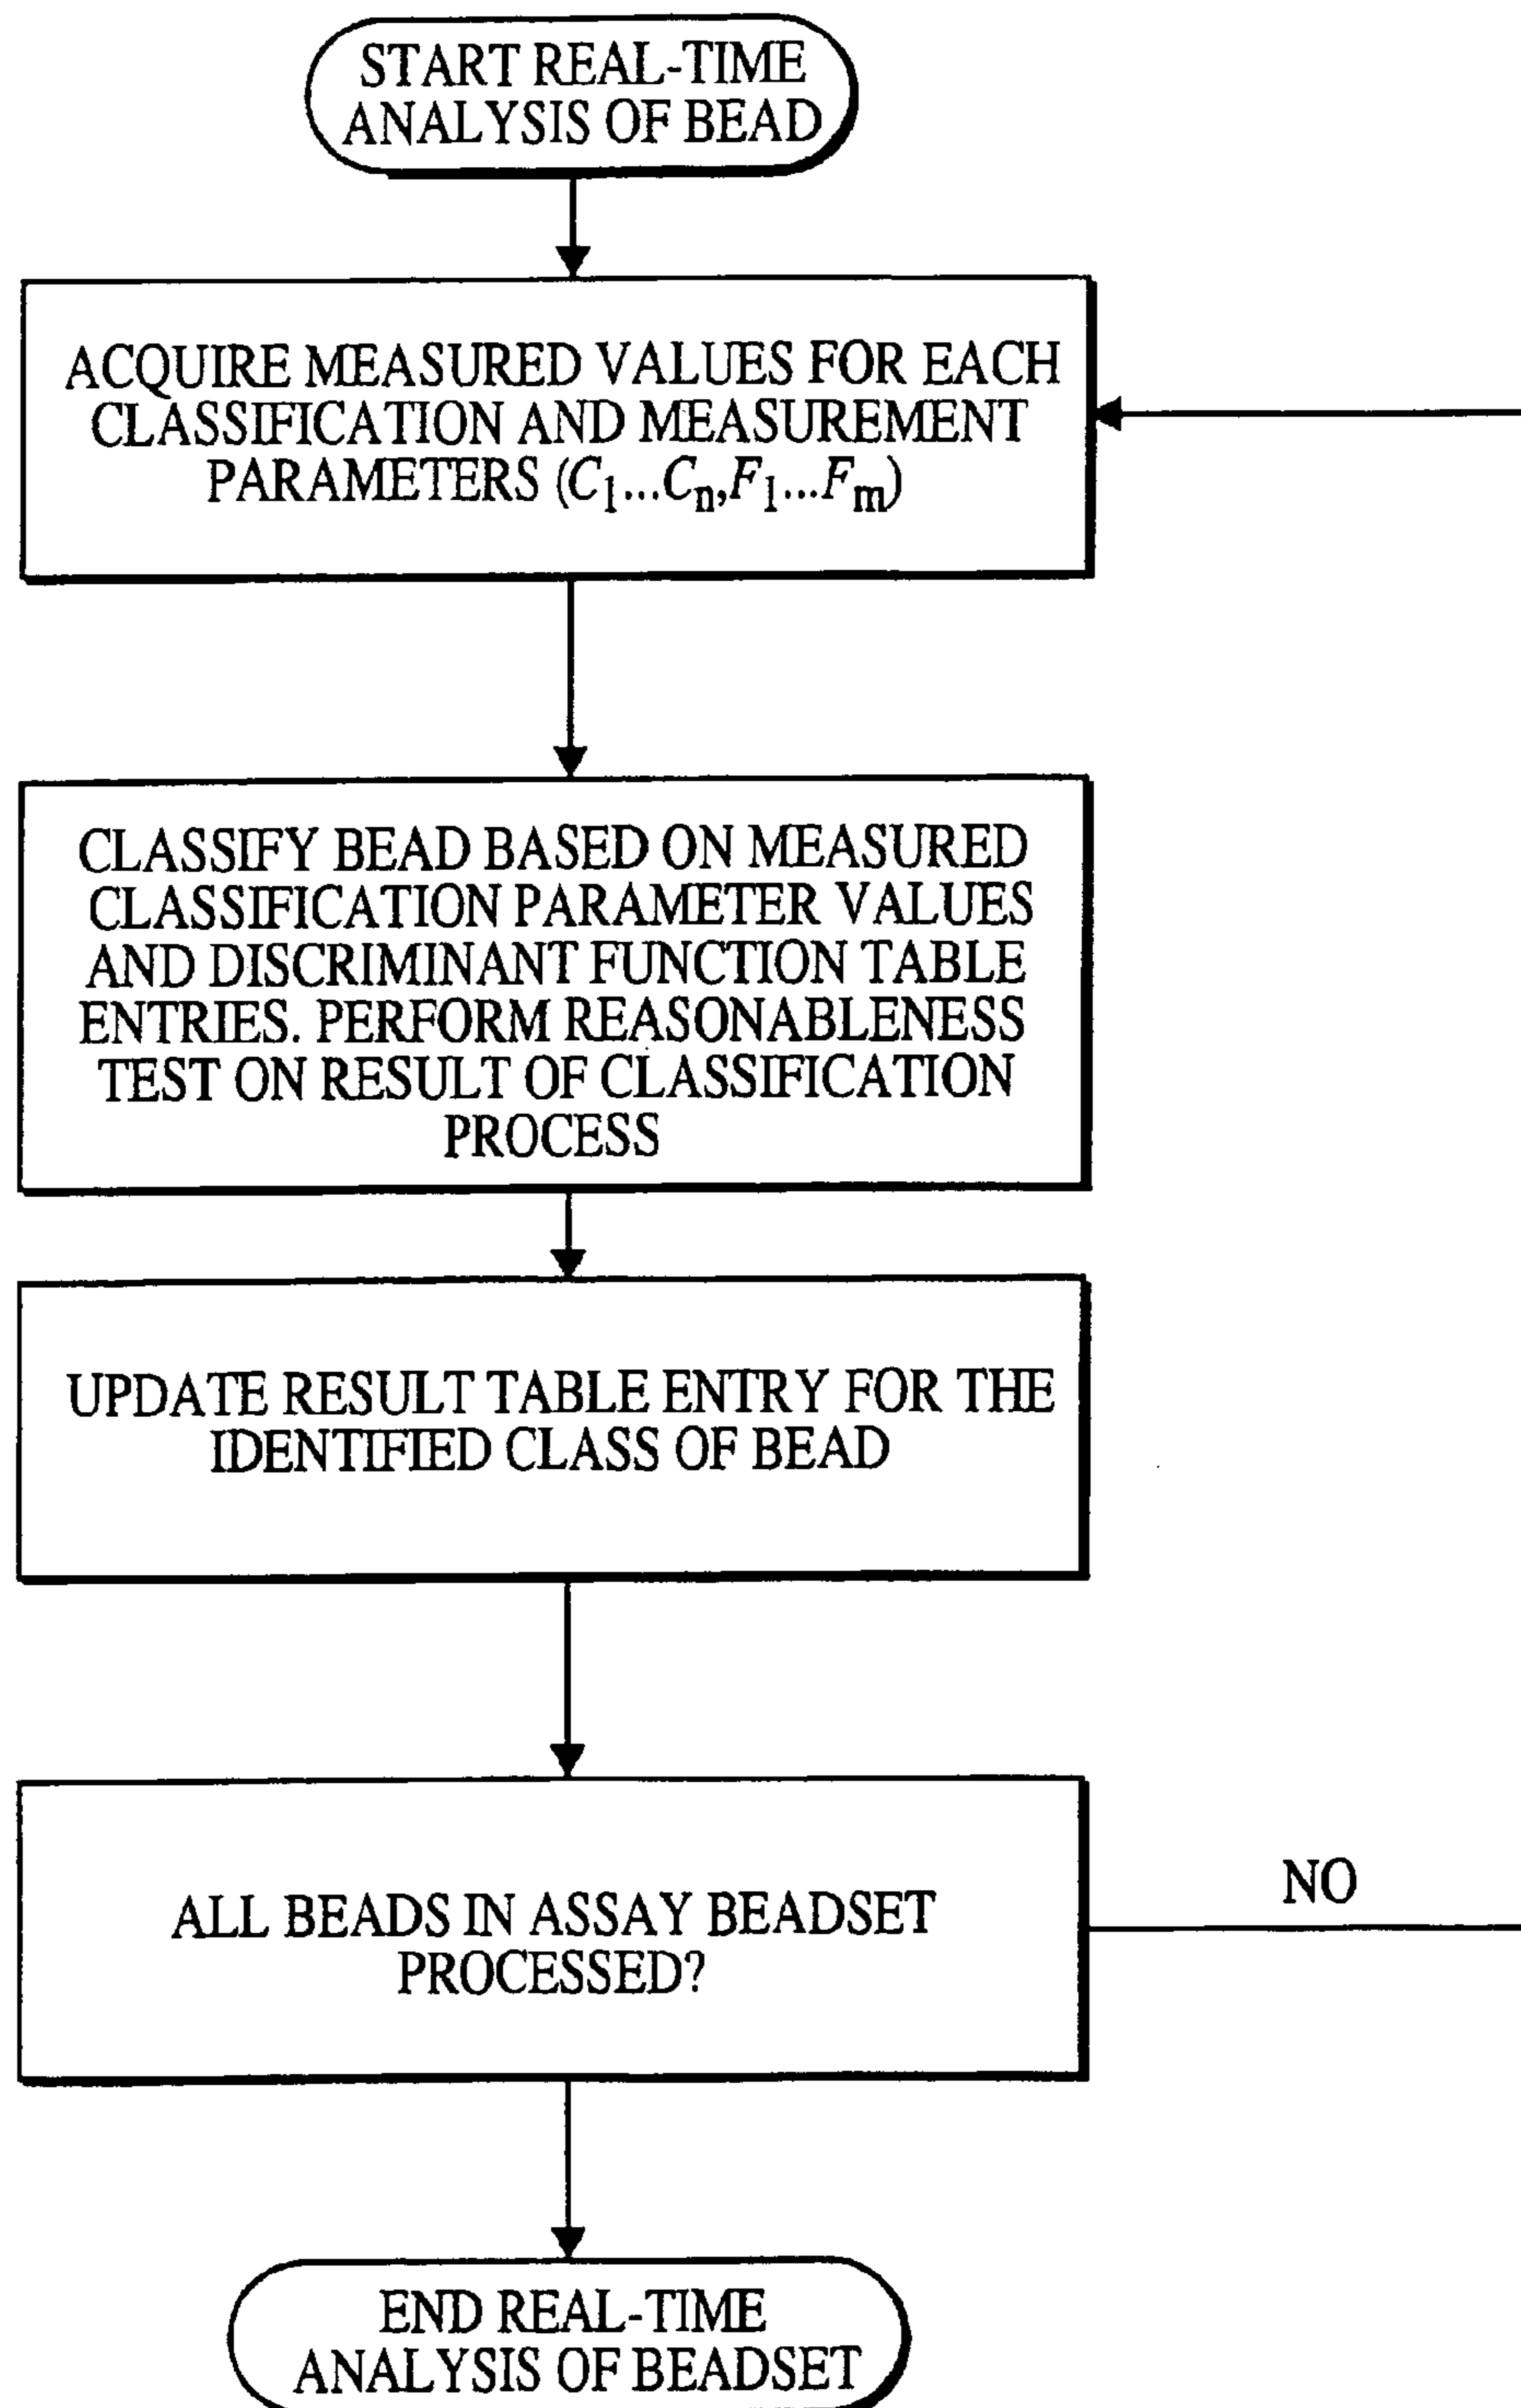 START REAL-TIME
ANALYSIS OF BEAD
ACQUIRE MEASURED VALUES FOR EACH
CLASSIFICATION AND MEASUREMENT
PARAMETERS (C1...Cn,F1...Fm)
CLASSIFY BEAD BASED ON MEASURED
CLASSIFICATION PARAMETER VALUES
AND DISCRIMINANT FUNCTION TABLE
ENTRIES. PERFORM REASONABLENESS
TEST ON RESULT OF CLASSIFICATION
PROCESS
UPDATE RESULT TABLE ENTRY FOR THE
IDENTIFIED CLASS OF BEAD
ALL BEADS IN ASSAY BEADSET
PROCESSED?
NO
END REAL-TIME
ANALYSIS OF BEADSET